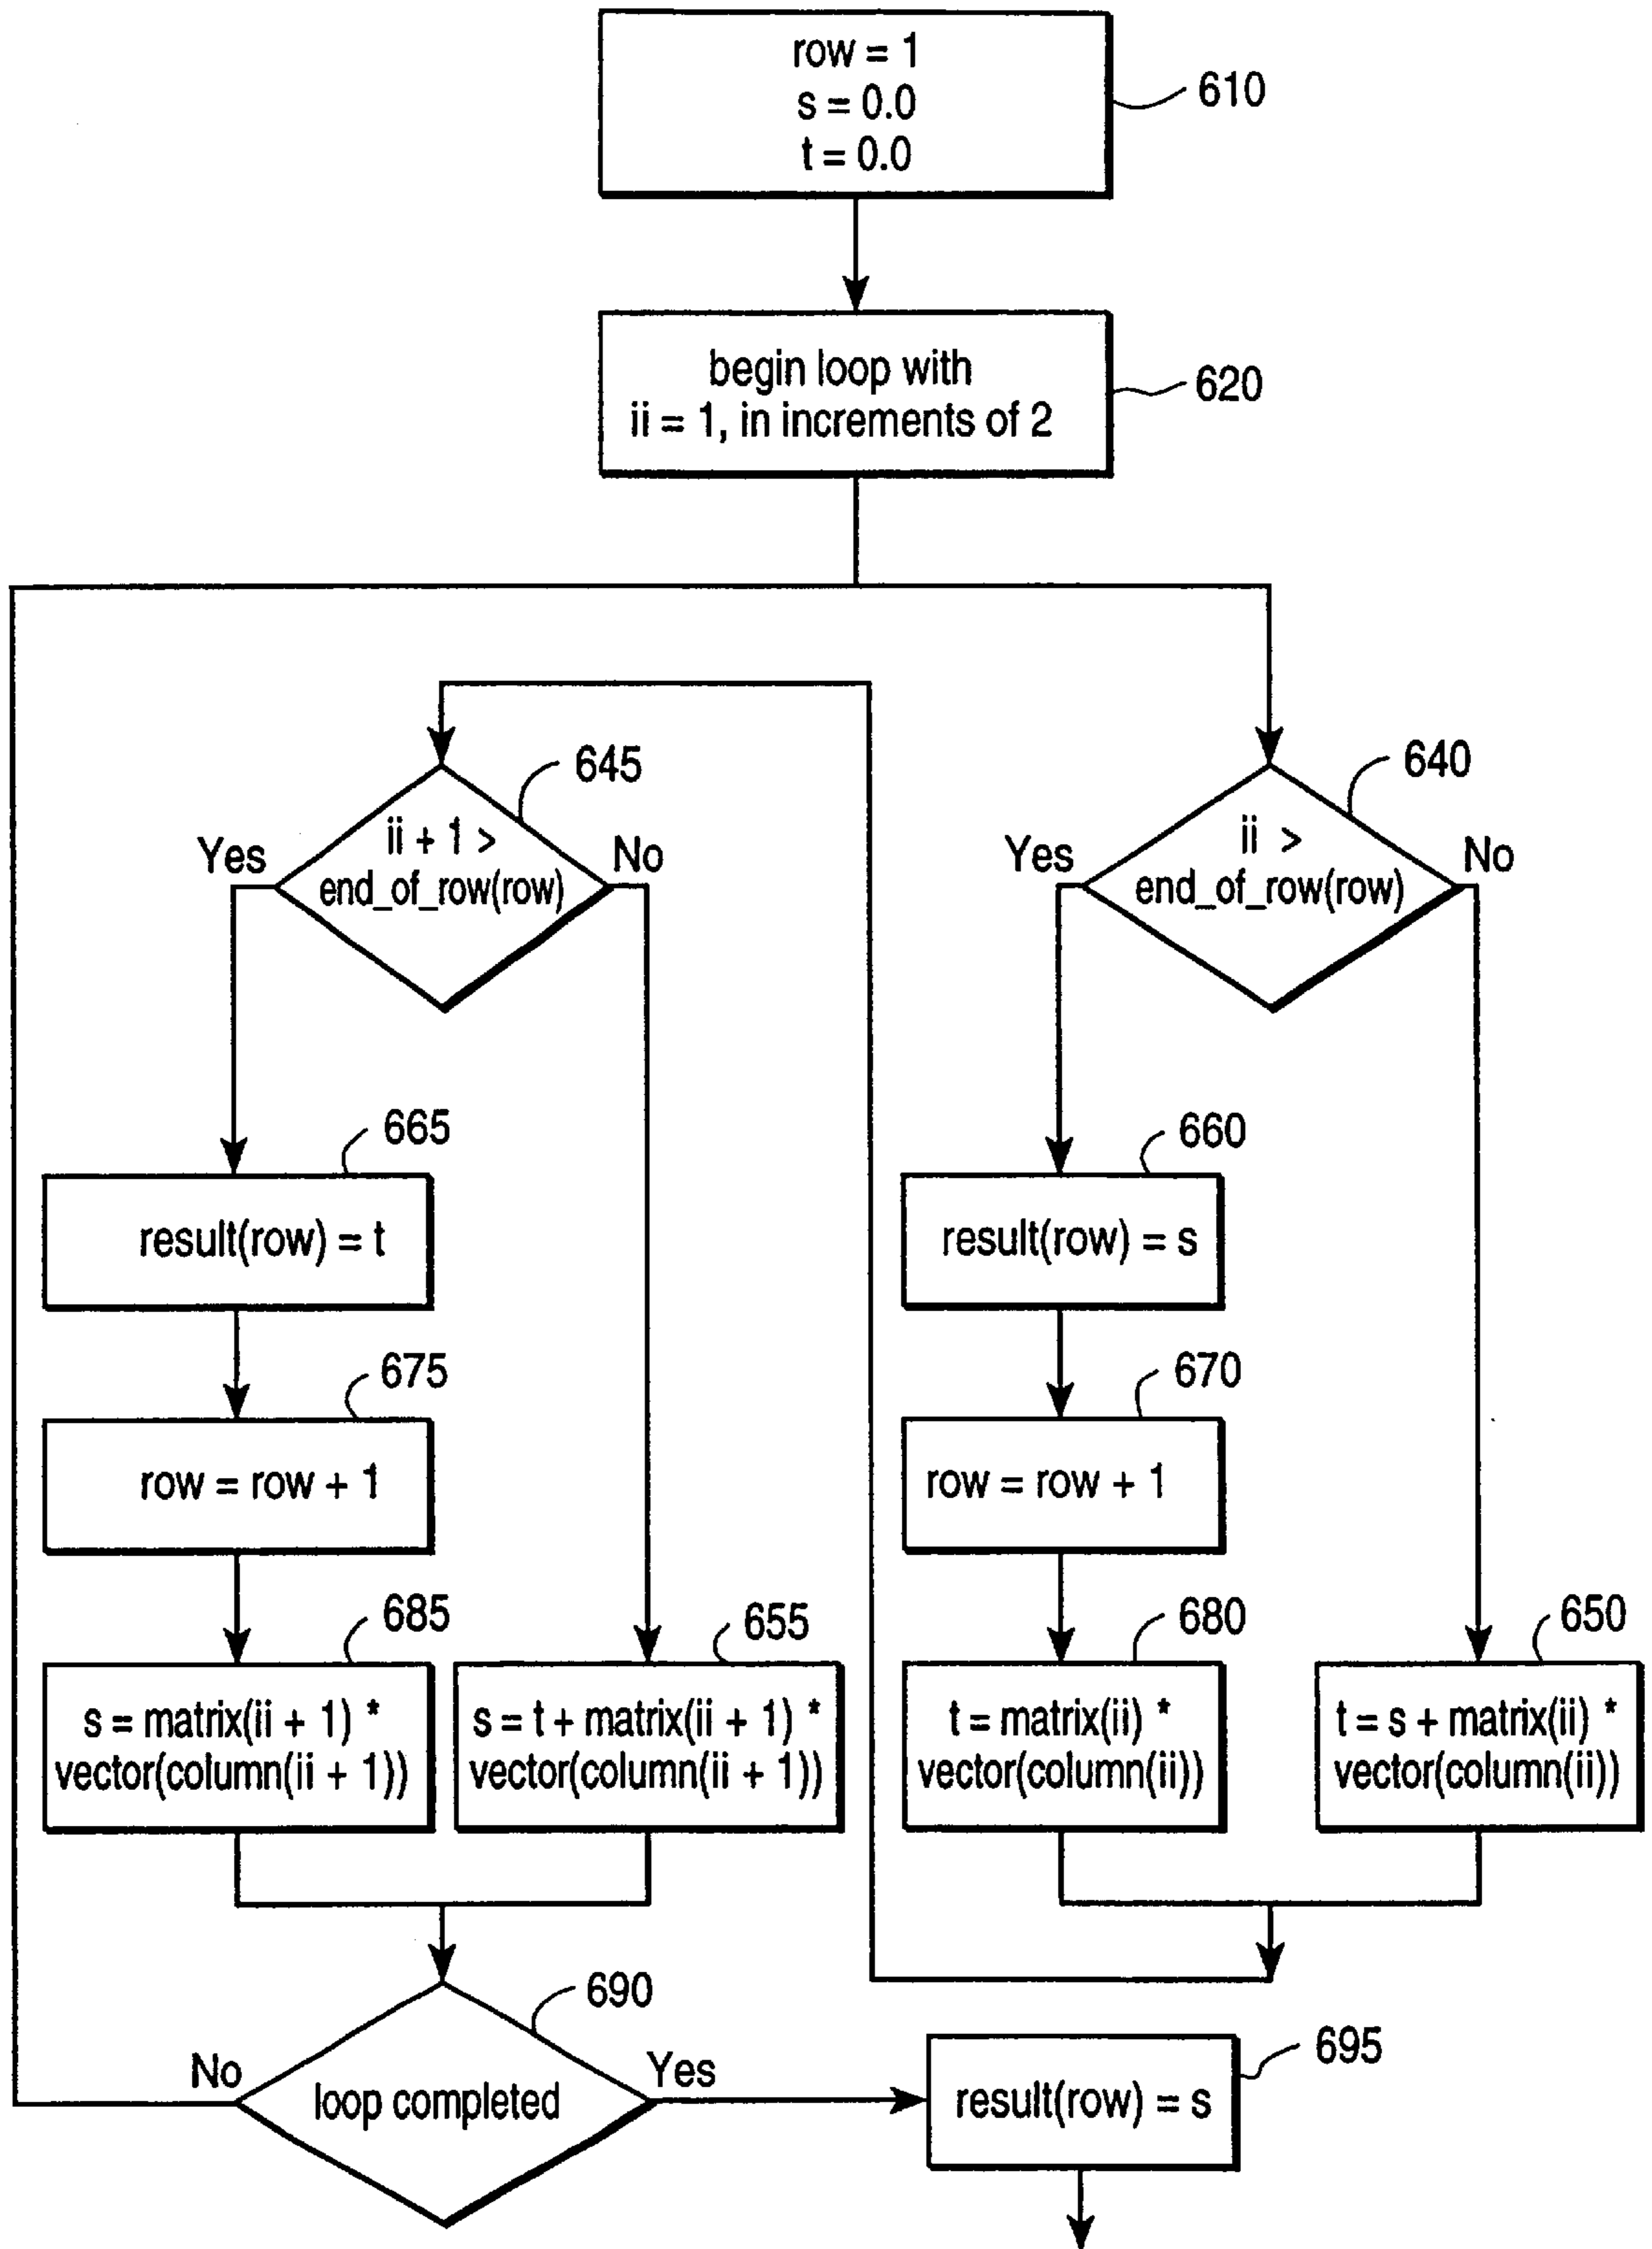 row = 1
s = 0.0
t = 0.0
610
begin loop with
ii = 1, in increments of 2
620
645
ii + 1 >
end_of_row(row)
Yes
No
640
ii >
end_of_row(row)
Yes
No
665
result(row) = t
660
result(row) = s
675
row = row + 1
670
row = row + 1
685
s = matrix(ii + 1) *
vector(column(ii + 1))
655
s = t + matrix(ii + 1) *
vector(column(ii + 1))
680
t = matrix(ii) *
vector(column(ii))
650
t = s + matrix(ii) *
vector(column(ii))
690
No
loop completed
Yes
695
result(row) = s